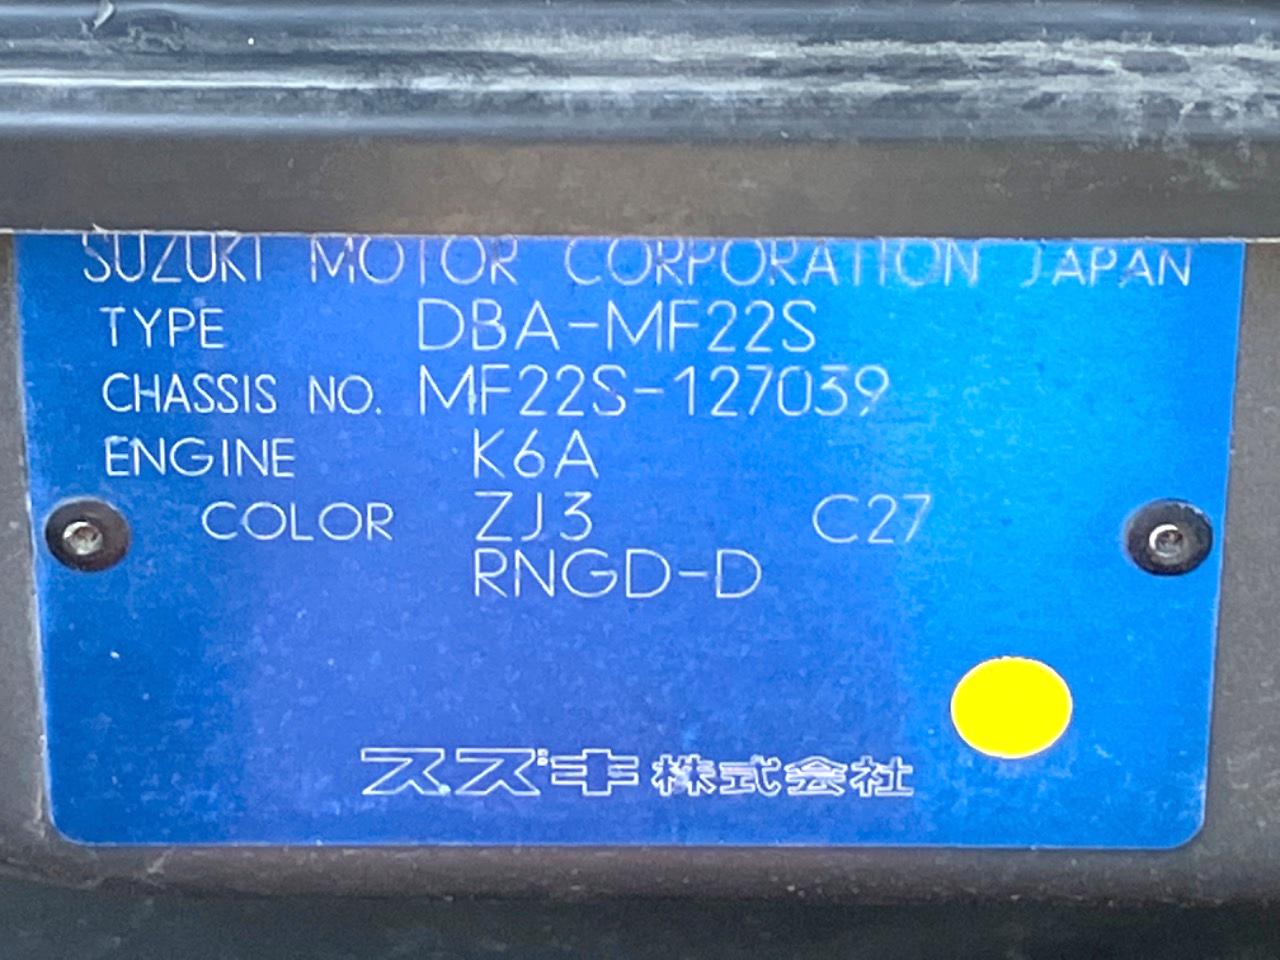 SUZUKI MOTOR CORPORATION JAPAN
TYPE DBA-MF22S
CHASSIS NO. MF22S-127039
ENGINE K6A
COLOR ZJ3 C27
RNGD-D
スズキ株式会社